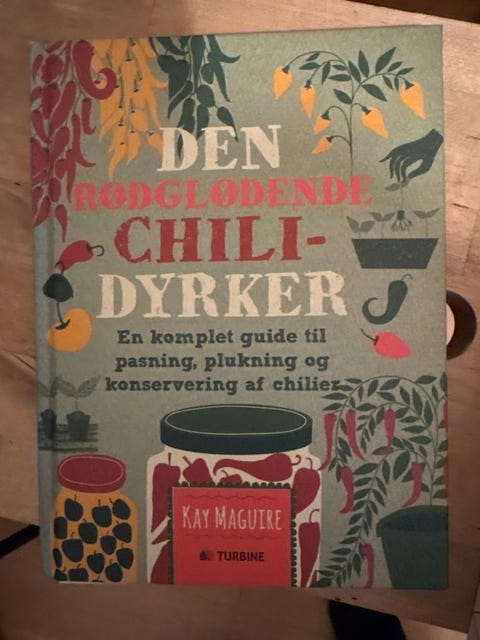 DEN
RØDGLØDENDE
CHILI-
DYRKER
En komplet guide til
pasning, plukning og
konservering af chilier
KAY MAGUIRE
TURBINE